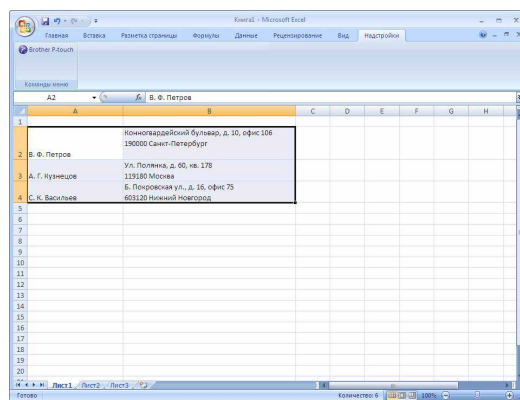 Книга1 - Microsoft Excel
Главная Вставка Разметка страницы Формулы Данные Рецензирование Вид Надстройки
Brother P-touch
Команды меню
A2 fx В. Ф. Петров
A B C D E F G H
1
Конногвардейский бульвар, д. 10, офис 106
190000 Санкт-Петербург
2 В. Ф. Петров
Ул. Полянка, д. 60, кв. 178
3 А. Г. Кузнецов 119180 Москва
Б. Покровская ул., д. 16, офис 75
4 С. К. Васильев 603120 Нижний Новгород
5
6
7
8
9
10
11
12
13
14
15
16
17
18
19
20
Лист1 Лист2 Лист3
Готово Количество: 6 100%